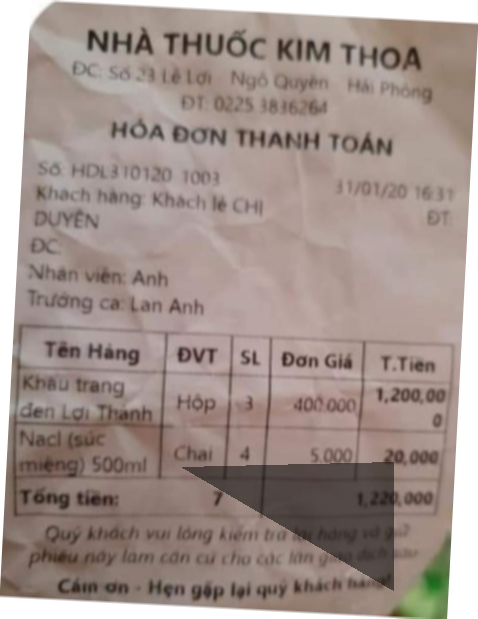 NHÀ THUỐC KIM THOA
ĐC: Số 23 Lê Lợi Ngô Quyền Hải Phòng
ĐT: 0225 3836264
HÓA ĐƠN THANH TOÁN
Số: HDL310120 1003 31/01/20 16:31
Khách hàng: Khách lẻ CHỊ ĐT:
DUYÊN
ĐC:
Nhân viên: Anh
Trưởng ca: Lan Anh
Tên Hàng ĐVT SL Đơn Giá T.Tiền
Khẩu trang đen Lợi Thành Hộp 3 400.000 1,200,000
Nacl (súc miệng) 500ml Chai 4 5.000 20,000
Tổng tiền: 7 1,220,000
Quý khách vui lòng kiểm tra lại hàng và giữ
phiếu này làm căn cứ cho các lần giao dịch sau
Cám ơn - Hẹn gặp lại quý khách hàng!